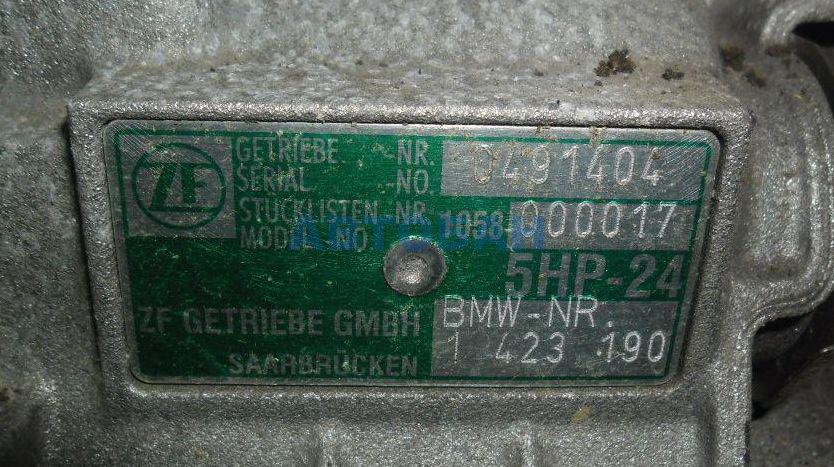 ZF
GETRIBE -NR. 0491404
SERIAL -NO.
STUCKLISTEN-NR. 1058 000017
MODEL -NO
5HP-24
ZF GETRIEBE GMBH BMW-NR.
SAARBRÜCKEN 1 423 190